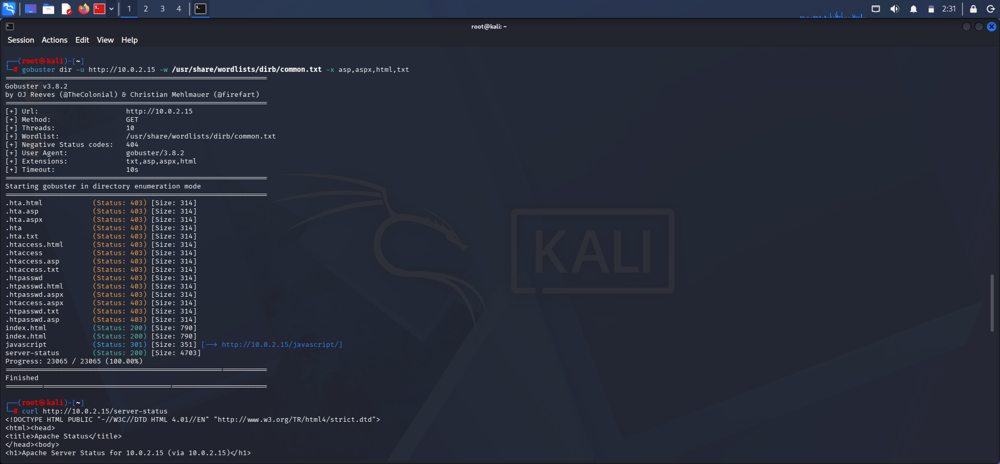 1 2 3 4 2:31
root@kali: ~
Session Actions Edit View Help
┌──(root㉿kali)-[~]
└─# gobuster dir -u http://10.0.2.15 -w /usr/share/wordlists/dirb/common.txt -x asp,aspx,html,txt
===============================================================
Gobuster v3.8.2
by OJ Reeves (@TheColonial) & Christian Mehlmauer (@firefart)
===============================================================
[+] Url:                     http://10.0.2.15
[+] Method:                  GET
[+] Threads:                 10
[+] Wordlist:                /usr/share/wordlists/dirb/common.txt
[+] Negative Status codes:   404
[+] User Agent:              gobuster/3.8.2
[+] Extensions:              txt,asp,aspx,html
[+] Timeout:                 10s
===============================================================
Starting gobuster in directory enumeration mode
===============================================================
.hta.html            (Status: 403) [Size: 314]
.hta.asp             (Status: 403) [Size: 314]
.hta.aspx            (Status: 403) [Size: 314]
.hta                 (Status: 403) [Size: 314]
.hta.txt             (Status: 403) [Size: 314]
.htaccess.html       (Status: 403) [Size: 314]
.htaccess            (Status: 403) [Size: 314]
.htaccess.asp        (Status: 403) [Size: 314]
.htaccess.txt        (Status: 403) [Size: 314]
.htpasswd            (Status: 403) [Size: 314]
.htpasswd.html       (Status: 403) [Size: 314]
.htpasswd.aspx       (Status: 403) [Size: 314]
.htaccess.aspx       (Status: 403) [Size: 314]
.htpasswd.txt        (Status: 403) [Size: 314]
.htpasswd.asp        (Status: 403) [Size: 314]
index.html           (Status: 200) [Size: 790]
index.html           (Status: 200) [Size: 790]
javascript           (Status: 301) [Size: 351] [--> http://10.0.2.15/javascript/]
server-status        (Status: 200) [Size: 4703]
Progress: 23065 / 23065 (100.00%)
===============================================================
Finished
===============================================================
┌──(root㉿kali)-[~]
└─# curl http://10.0.2.15/server-status
<!DOCTYPE HTML PUBLIC "-//W3C//DTD HTML 4.01//EN" "http://www.w3.org/TR/html4/strict.dtd">
<html><head>
<title>Apache Status</title>
</head><body>
<h1>Apache Server Status for 10.0.2.15 (via 10.0.2.15)</h1>
KALI